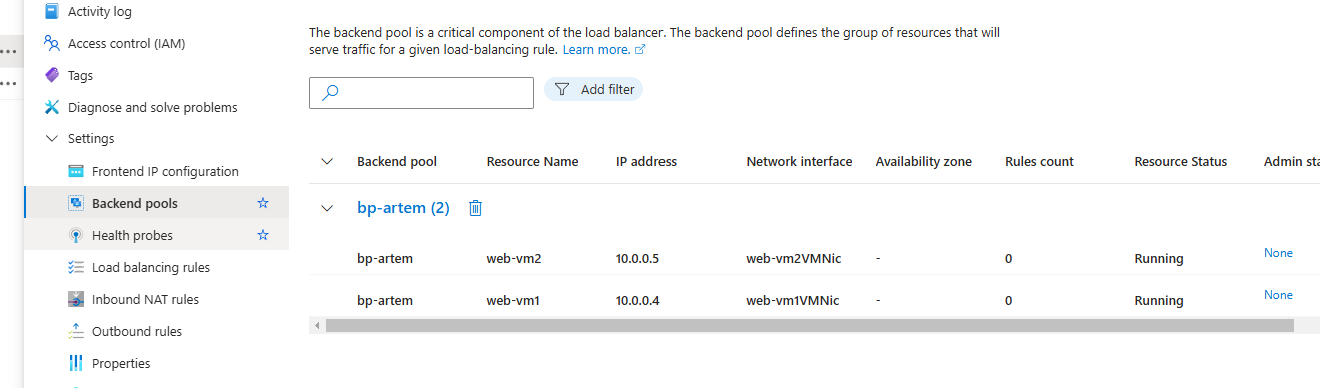 Activity log
Access control (IAM)
Tags
Diagnose and solve problems
Settings
Frontend IP configuration
Backend pools
Health probes
Load balancing rules
Inbound NAT rules
Outbound rules
Properties
The backend pool is a critical component of the load balancer. The backend pool defines the group of resources that will
serve traffic for a given load-balancing rule. Learn more.
Add filter
Backend pool Resource Name IP address Network interface Availability zone Rules count Resource Status Admin sta
bp-artem (2)
bp-artem web-vm2 10.0.0.5 web-vm2VMNic - 0 Running None
bp-artem web-vm1 10.0.0.4 web-vm1VMNic - 0 Running None